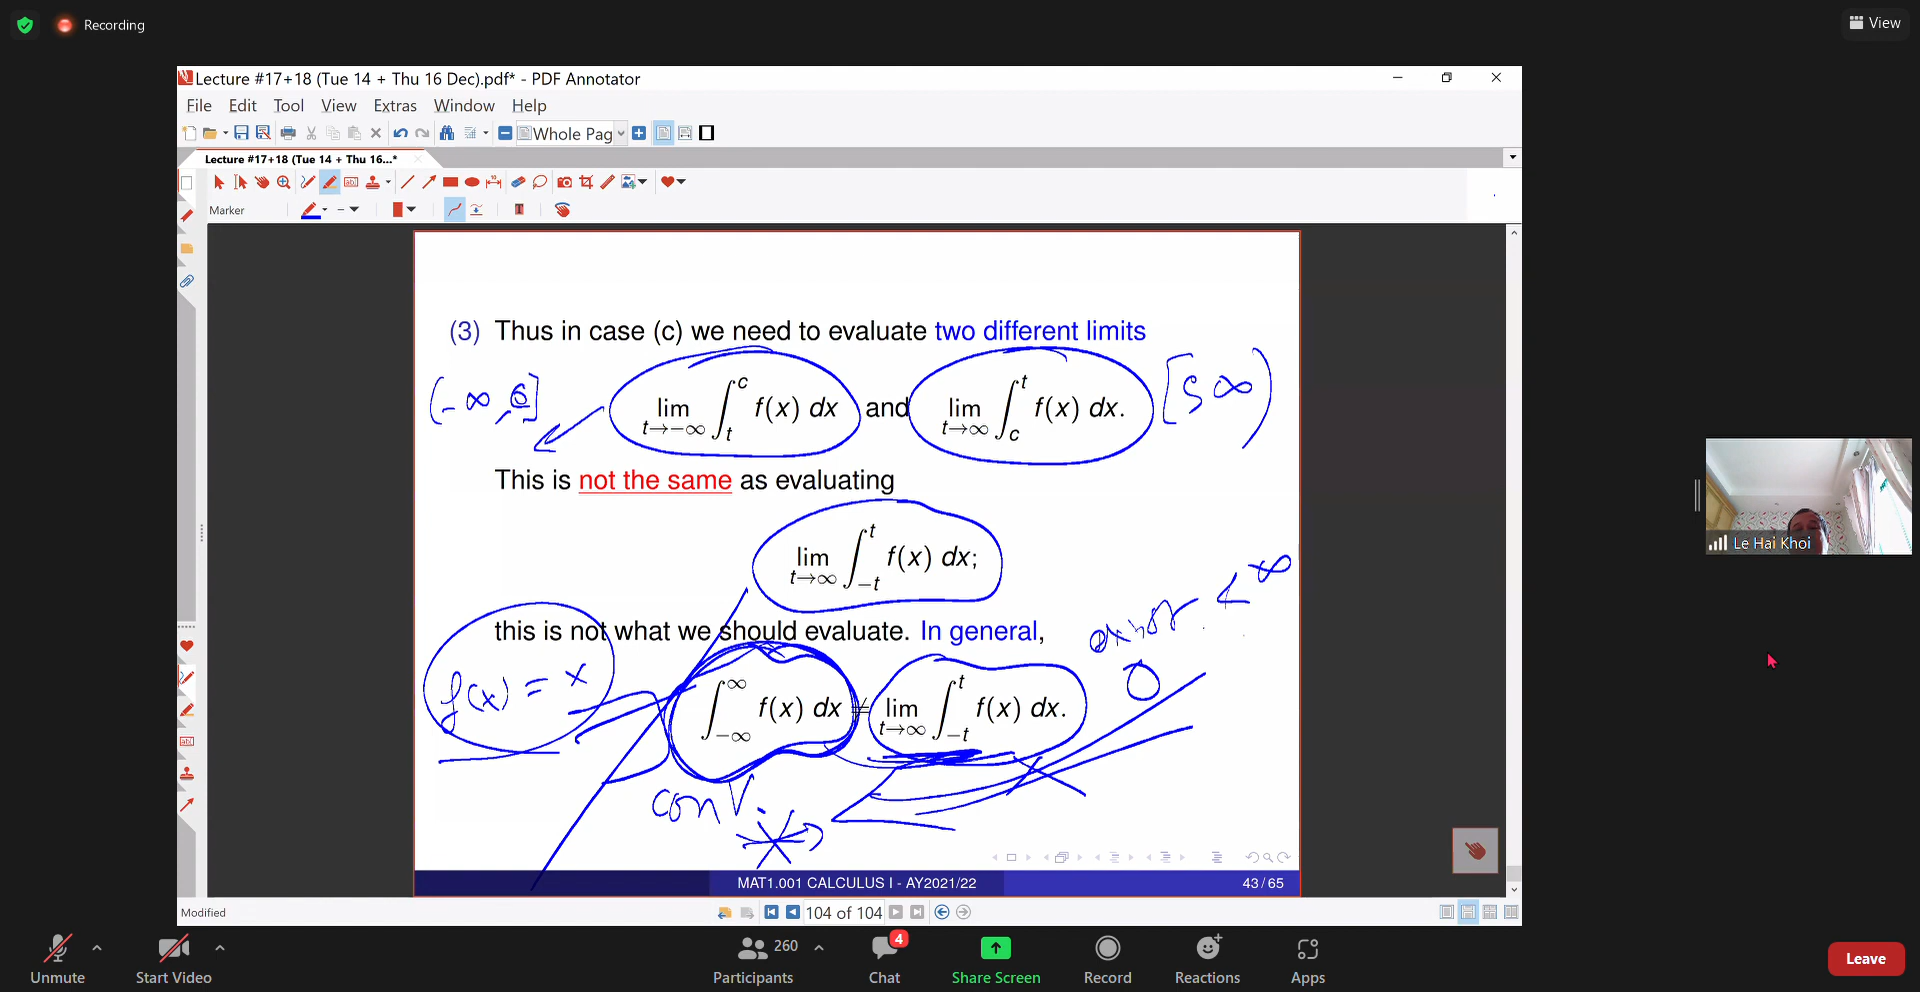 Recording
View
Lecture #17+18 (Tue 14 + Thu 16 Dec).pdf* - PDF Annotator
File Edit Tool View Extras Window Help
Whole Pag
Lecture #17+18 (Tue 14 + Thu 16...*
Marker
(3) Thus in case (c) we need to evaluate two different limits
(-∞, c] lim t→-∞ ∫_t^c f(x) dx and lim t→∞ ∫_c^t f(x) dx. [c, ∞)
This is not the same as evaluating
lim t→∞ ∫_{-t}^t f(x) dx;
< ∞
this is not what we should evaluate. In general,
f(x) = x
∫_{-∞}^∞ f(x) dx ≠ lim t→∞ ∫_{-t}^t f(x) dx.
0
conv.
MAT1.001 CALCULUS I - AY2021/22
43/65
Modified
104 of 104
Le Hai Khoi
Unmute
Start Video
260
Participants
4
Chat
Share Screen
Record
Reactions
Apps
Leave